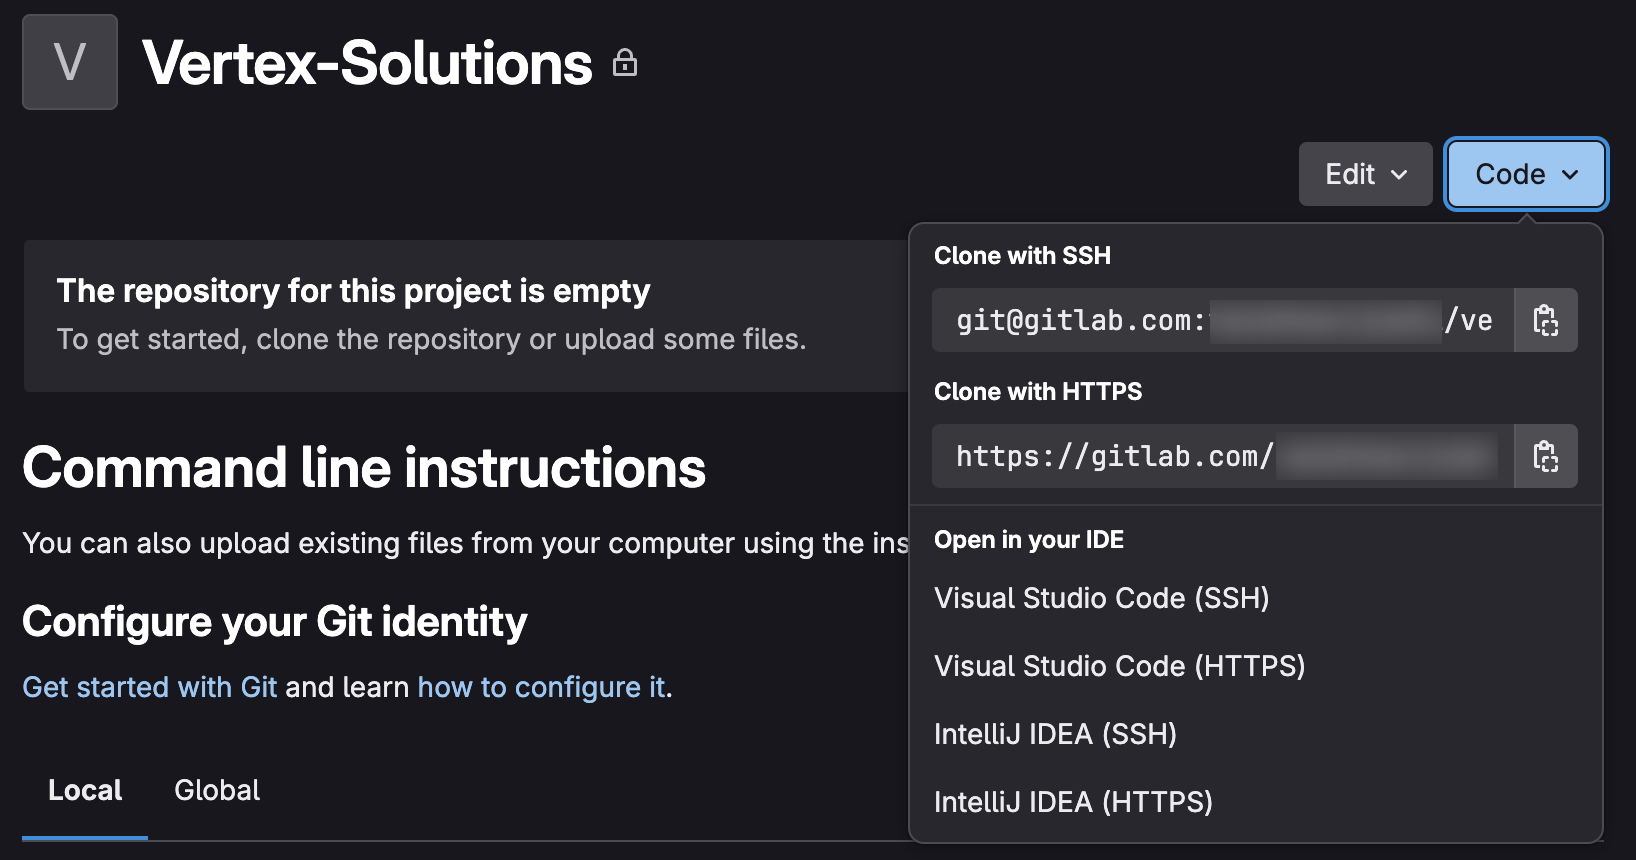 V
Vertex-Solutions
Edit
Code
The repository for this project is empty
To get started, clone the repository or upload some files.
Command line instructions
You can also upload existing files from your computer using the ins
Configure your Git identity
Get started with Git and learn how to configure it.
Local Global
Clone with SSH
git@gitlab.com: /ve
Clone with HTTPS
https://gitlab.com/
Open in your IDE
Visual Studio Code (SSH)
Visual Studio Code (HTTPS)
IntelliJ IDEA (SSH)
IntelliJ IDEA (HTTPS)